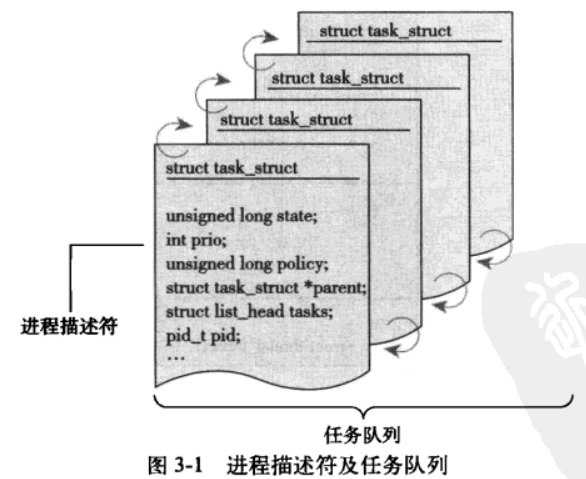 struct task_struct
struct task_struct
struct task_struct
struct task_struct
unsigned long state;
int prio;
unsigned long policy;
struct task_struct *parent;
struct list_head tasks;
pid_t pid;
…
进程描述符
任务队列
图 3-1 进程描述符及任务队列